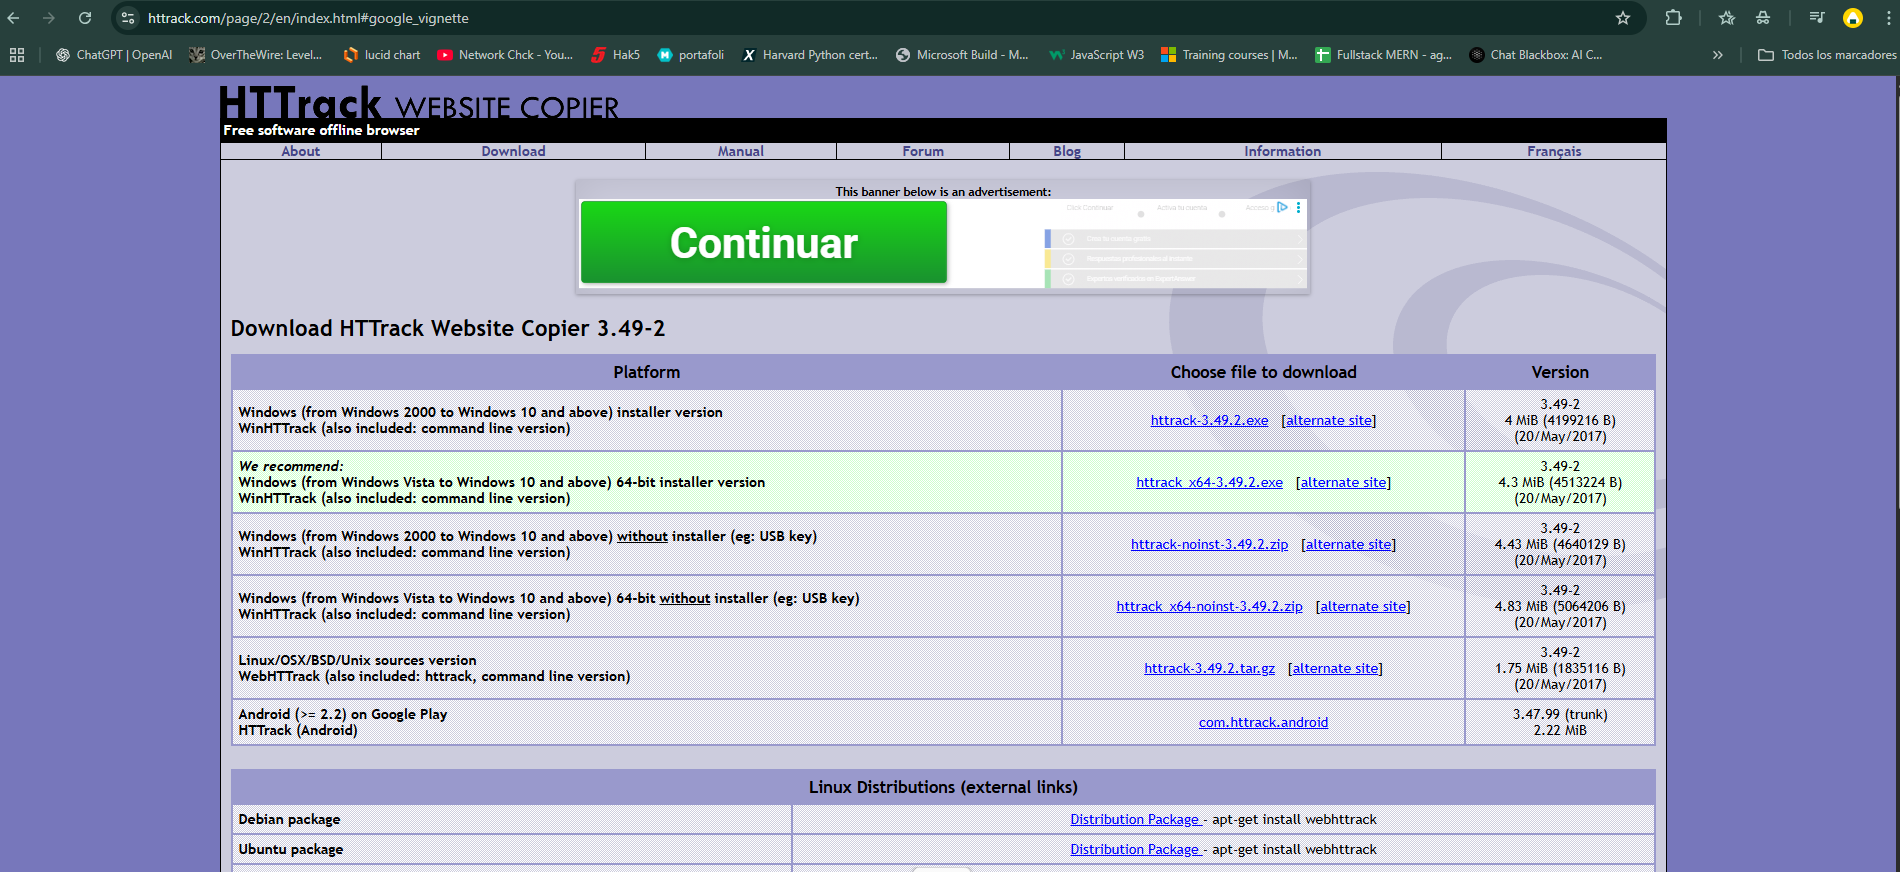 httrack.com/page/2/en/index.html#google_vignette
ChatGPT | OpenAI
OverTheWire: Level...
lucid chart
Network Chck - You...
Hak5
portafoli
Harvard Python cert...
Microsoft Build - M...
JavaScript W3
Training courses | M...
Fullstack MERN - ag...
Chat Blackbox: AI C...
»
Todos los marcadores
HTTrack WEBSITE COPIER
Free software offline browser
About
Download
Manual
Forum
Blog
Information
Français
This banner below is an advertisement:
Continuar
Click Continuar
Activa tu cuenta
Download HTTrack Website Copier 3.49-2
Platform
Choose file to download
Version
Windows (from Windows 2000 to Windows 10 and above) installer version
WinHTTrack (also included: command line version)
httrack-3.49.2.exe [alternate site]
3.49-2
4 MiB (4199216 B)
(20/May/2017)
We recommend:
Windows (from Windows Vista to Windows 10 and above) 64-bit installer version
WinHTTrack (also included: command line version)
httrack_x64-3.49.2.exe [alternate site]
3.49-2
4.3 MiB (4513224 B)
(20/May/2017)
Windows (from Windows 2000 to Windows 10 and above) without installer (eg: USB key)
WinHTTrack (also included: command line version)
httrack-noinst-3.49.2.zip [alternate site]
3.49-2
4.43 MiB (4640129 B)
(20/May/2017)
Windows (from Windows Vista to Windows 10 and above) 64-bit without installer (eg: USB key)
WinHTTrack (also included: command line version)
httrack_x64-noinst-3.49.2.zip [alternate site]
3.49-2
4.83 MiB (5064206 B)
(20/May/2017)
Linux/OSX/BSD/Unix sources version
WebHTTrack (also included: httrack, command line version)
httrack-3.49.2.tar.gz [alternate site]
3.49-2
1.75 MiB (1835116 B)
(20/May/2017)
Android (>= 2.2) on Google Play
HTTrack (Android)
com.httrack.android
3.47.99 (trunk)
2.22 MiB
Linux Distributions (external links)
Debian package
Distribution Package - apt-get install webhttrack
Ubuntu package
Distribution Package - apt-get install webhttrack